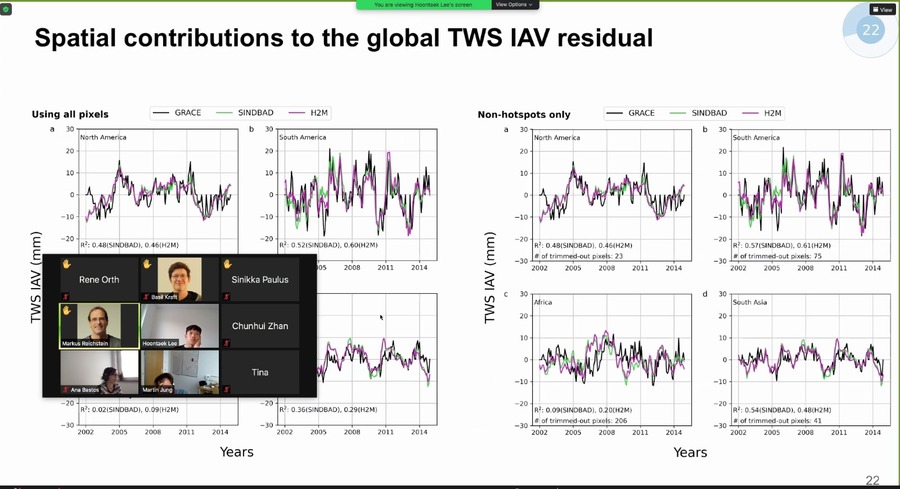 You are viewing Hoontaek Lee's screen
View Options
View
22
Spatial contributions to the global TWS IAV residual
Using all pixels
GRACE SINDBAD H2M
a
North America
30
20
10
0
−10
−20
2002 2005 2008 2011 2014
R²: 0.48(SINDBAD), 0.46(H2M)
b
South America
30
20
10
0
−10
−20
R²: 0.52(SINDBAD), 0.60(H2M)
2005 2008 2011 2014
TWS IAV (mm)
Rene Orth
Basil Kraft
Sinikka Paulus
Markus Reichstein
Hoontaek Lee
Chunhui Zhan
Ana Bastos
Martin Jung
Tina
−20
−30
R²: 0.02(SINDBAD), 0.09(H2M)
2002 2005 2008 2011 2014
−20
−30
R²: 0.36(SINDBAD), 0.29(H2M)
2002 2005 2008 2011 2014
Years
Non-hotspots only
GRACE SINDBAD H2M
a
North America
30
20
10
0
−10
−20
−30
R²: 0.48(SINDBAD), 0.46(H2M)
# of trimmed-out pixels: 23
2002 2005 2008 2011 2014
b
South America
30
20
10
0
−10
−20
−30
R²: 0.57(SINDBAD), 0.61(H2M)
# of trimmed-out pixels: 75
2002 2005 2008 2011 2014
TWS IAV (mm)
c
Africa
30
20
10
0
−10
−20
−30
R²: 0.09(SINDBAD), 0.20(H2M)
# of trimmed-out pixels: 206
2002 2005 2008 2011 2014
d
South Asia
30
20
10
0
−10
−20
−30
R²: 0.54(SINDBAD), 0.48(H2M)
# of trimmed-out pixels: 41
2002 2005 2008 2011 2014
Years
22